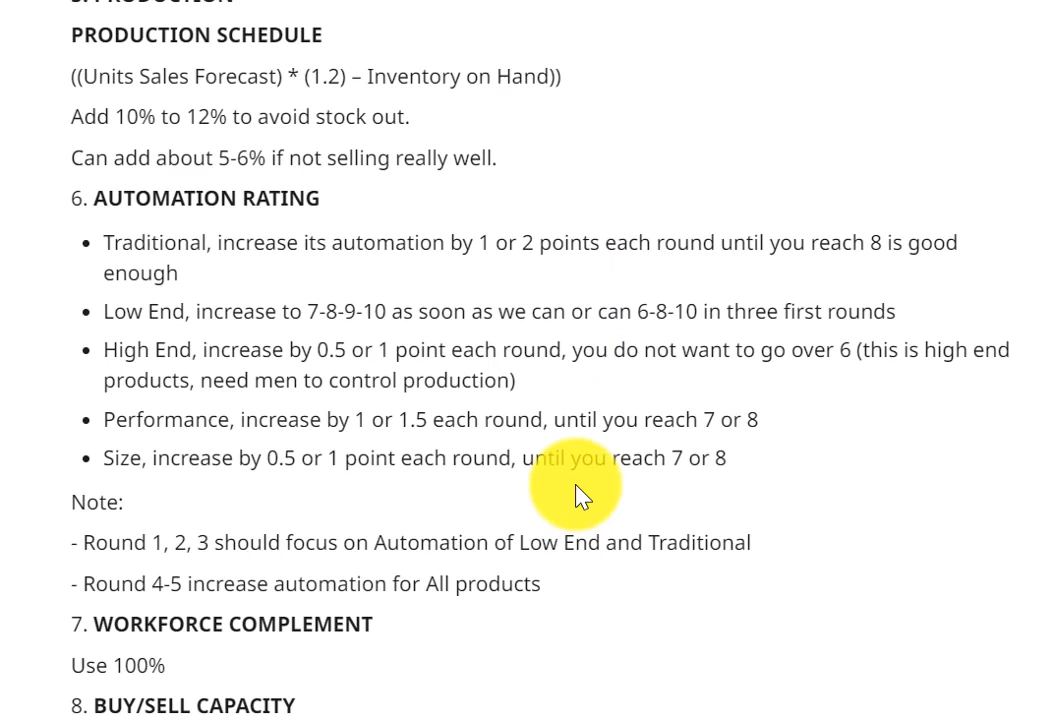 5. PRODUCTION
PRODUCTION SCHEDULE
((Units Sales Forecast) * (1.2) – Inventory on Hand))
Add 10% to 12% to avoid stock out.
Can add about 5-6% if not selling really well.
6. AUTOMATION RATING
• Traditional, increase its automation by 1 or 2 points each round until you reach 8 is good
enough
• Low End, increase to 7-8-9-10 as soon as we can or can 6-8-10 in three first rounds
• High End, increase by 0.5 or 1 point each round, you do not want to go over 6 (this is high end
products, need men to control production)
• Performance, increase by 1 or 1.5 each round, until you reach 7 or 8
• Size, increase by 0.5 or 1 point each round, until you reach 7 or 8
Note:
- Round 1, 2, 3 should focus on Automation of Low End and Traditional
- Round 4-5 increase automation for All products
7. WORKFORCE COMPLEMENT
Use 100%
8. BUY/SELL CAPACITY